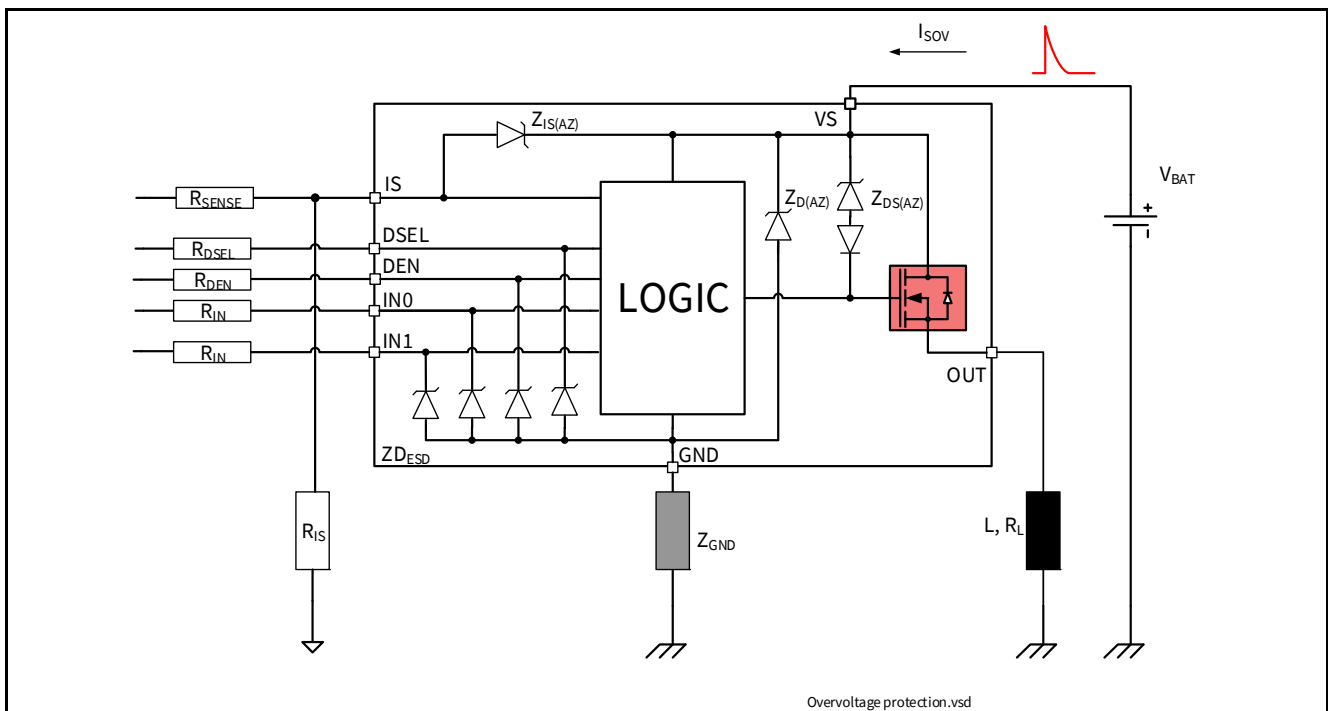 ISOV
VS
ZIS(AZ)
VBAT
IS
RSENSE
ZD(AZ)
ZDS(AZ)
+
-
DSEL
RDSEL
DEN
RDEN
LOGIC
IN0
RIN
IN1
RIN
OUT
ZDESD
GND
RIS
ZGND
L, RL
Overvoltage protection.vsd